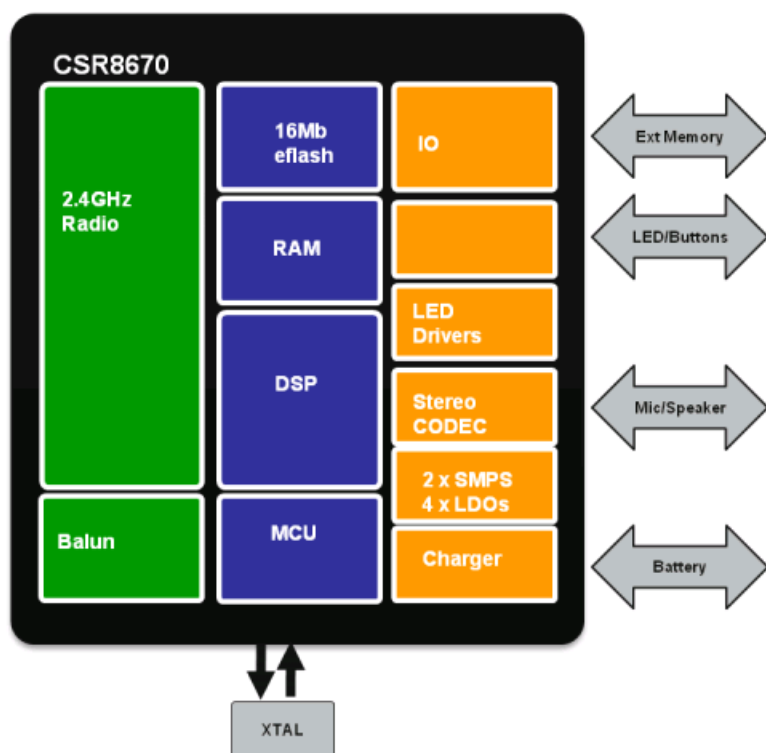 CSR8670
2.4GHz
Radio
Balun
16Mb
eflash
RAM
DSP
MCU
IO
LED
Drivers
Stereo
CODEC
2 x SMPS
4 x LDOs
Charger
Ext Memory
LED/Buttons
Mic/Speaker
Battery
XTAL